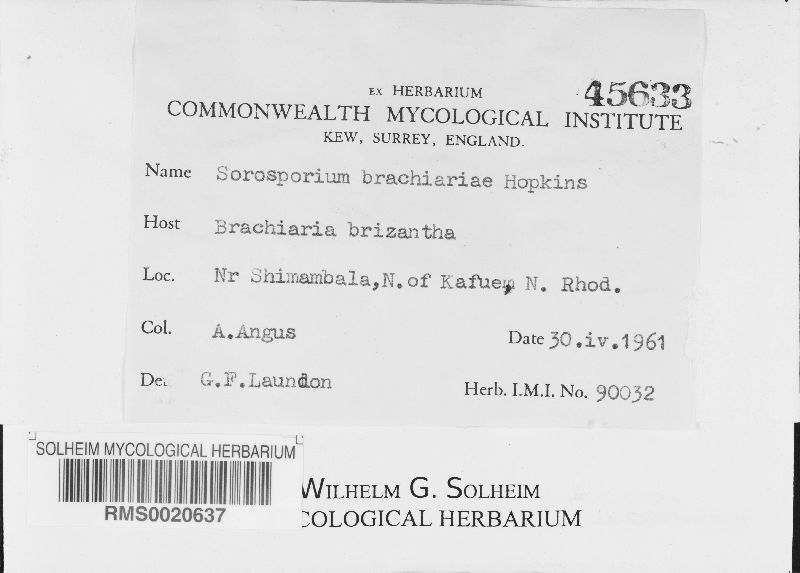 45633
EX HERBARIUM
COMMONWEALTH MYCOLOGICAL INSTITUTE
KEW, SURREY, ENGLAND.
Name Sorosporium brachiariae Hopkins
Host Brachiaria brizantha
Loc. Nr Shimambala, N. of Kafue, N. Rhod.
Col. A. Angus Date 30.iv.1961
De. G.F. Laundon Herb. I.M.I. No. 90032
SOLHEIM MYCOLOGICAL HERBARIUM
RMS0020637
WILHELM G. SOLHEIM
COLOGICAL HERBARIUM